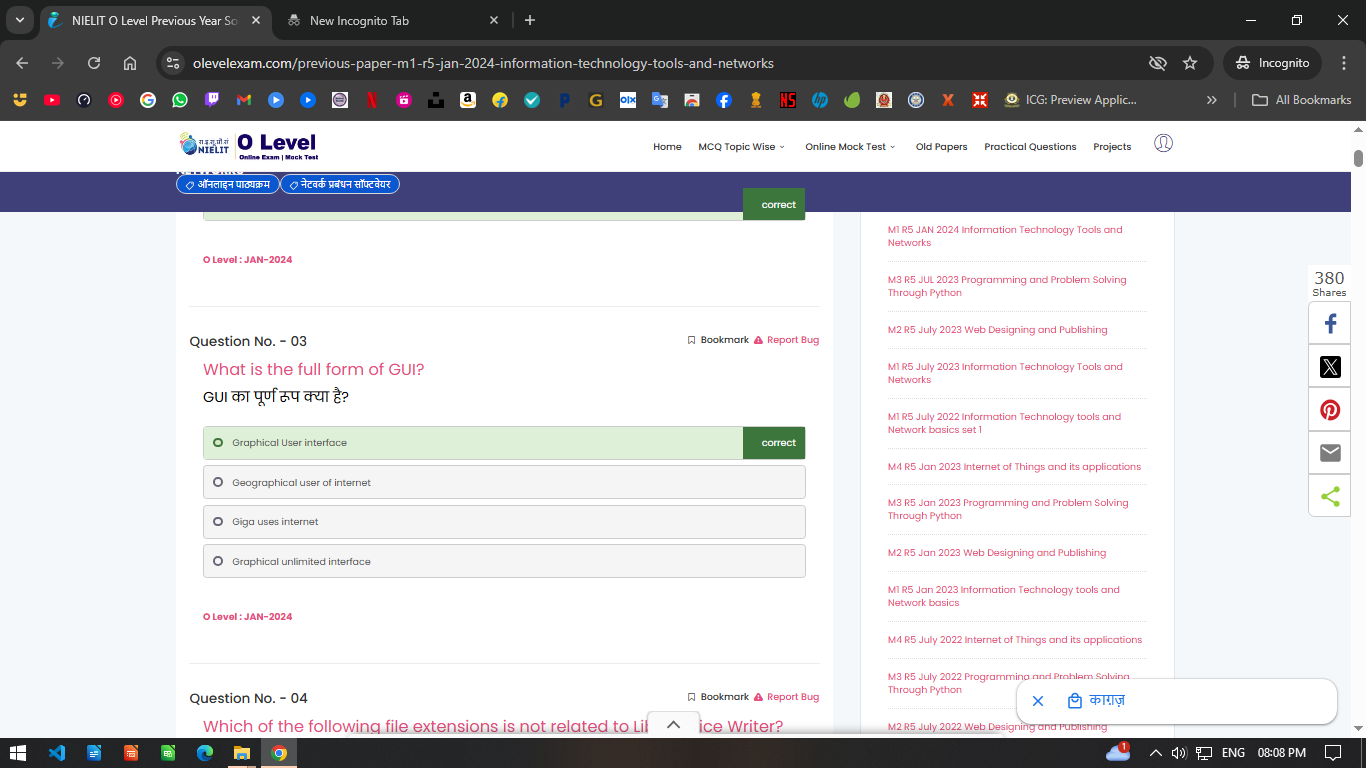 NIELIT O Level Previous Year So
New Incognito Tab
olevelexam.com/previous-paper-m1-r5-jan-2024-information-technology-tools-and-networks
Incognito
ICG: Preview Applic...
All Bookmarks
रा.इ.सू.प्रौ.सं
NIELIT
O Level
Online Exam | Mock Test
Home
MCQ Topic Wise
Online Mock Test
Old Papers
Practical Questions
Projects
ऑनलाइन पाठ्यक्रम
नेटवर्क प्रबंधन सॉफ्टवेयर
correct
O Level : JAN-2024
Question No. - 03
Bookmark
Report Bug
What is the full form of GUI?
GUI का पूर्ण रूप क्या है?
Graphical User interface
correct
Geographical user of internet
Giga uses internet
Graphical unlimited interface
O Level : JAN-2024
Question No. - 04
Bookmark
Report Bug
Which of the following file extensions is not related to Lib ice Writer?
M1 R5 JAN 2024 Information Technology Tools and
Networks
M3 R5 JUL 2023 Programming and Problem Solving
Through Python
M2 R5 July 2023 Web Designing and Publishing
M1 R5 July 2023 Information Technology Tools and
Networks
M1 R5 July 2022 Information Technology tools and
Network basics set 1
M4 R5 Jan 2023 Internet of Things and its applications
M3 R5 Jan 2023 Programming and Problem Solving
Through Python
M2 R5 Jan 2023 Web Designing and Publishing
M1 R5 Jan 2023 Information Technology tools and
Network basics
M4 R5 July 2022 Internet of Things and its applications
M3 R5 July 2022 Programming and Problem Solving
Through Python
M2 R5 July 2022 Web Designing and Publishing
380
Shares
काग़ज़
1
ENG
08:08 PM